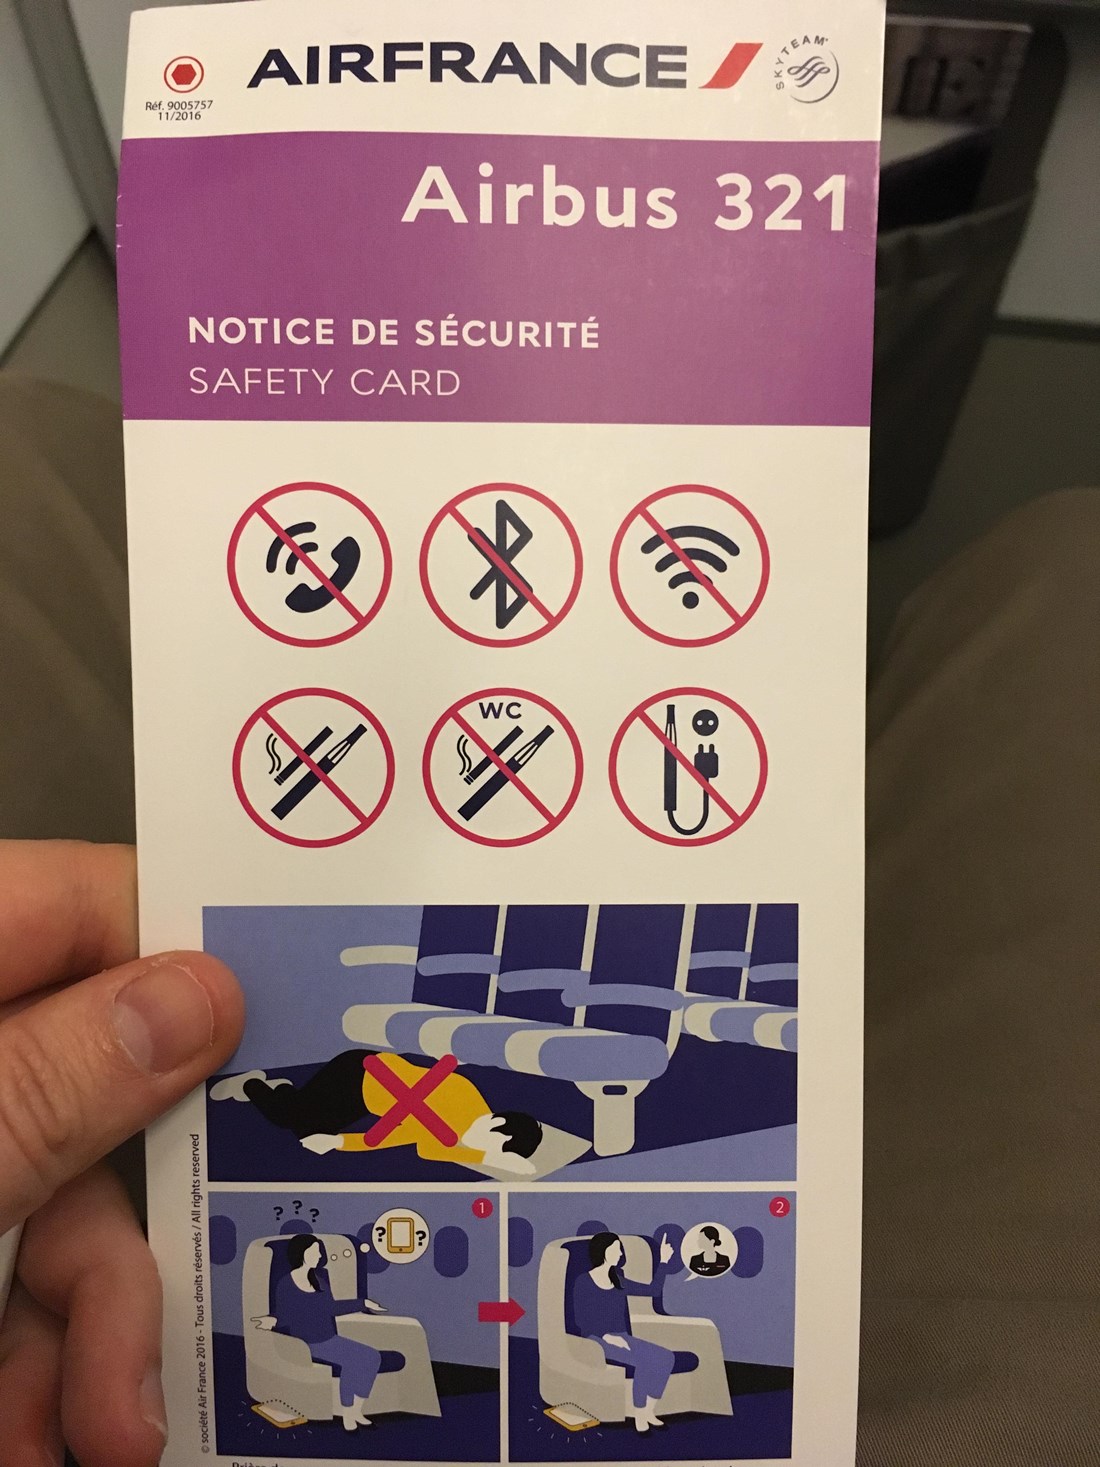 AIRFRANCE
SKYTEAM
Réf. 9005757
11/2016
Airbus 321
NOTICE DE SÉCURITÉ
SAFETY CARD
WC
? ? ?
? ?
1
2
© société Air France 2016 - Tous droits réservés / All rights reserved